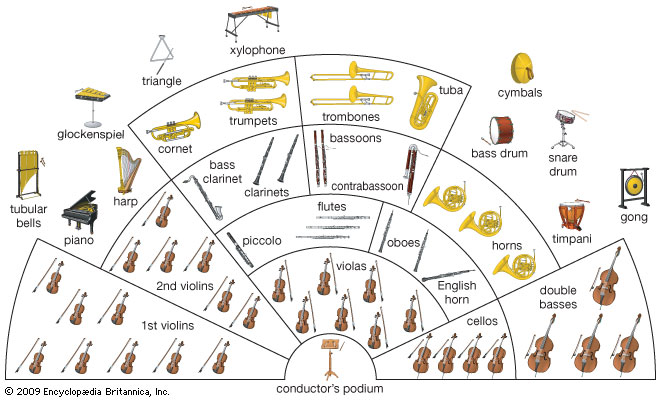 xylophone
triangle
cymbals
glockenspiel
cornet
trumpets
trombones
tuba
bass drum
snare
drum
tubular
bells
harp
piano
bass
clarinet
clarinets
bassoons
contrabassoon
horns
timpani
gong
piccolo
flutes
oboes
English
horn
2nd violins
1st violins
violas
cellos
double
basses
conductor's podium
© 2009 Encyclopædia Britannica, Inc.